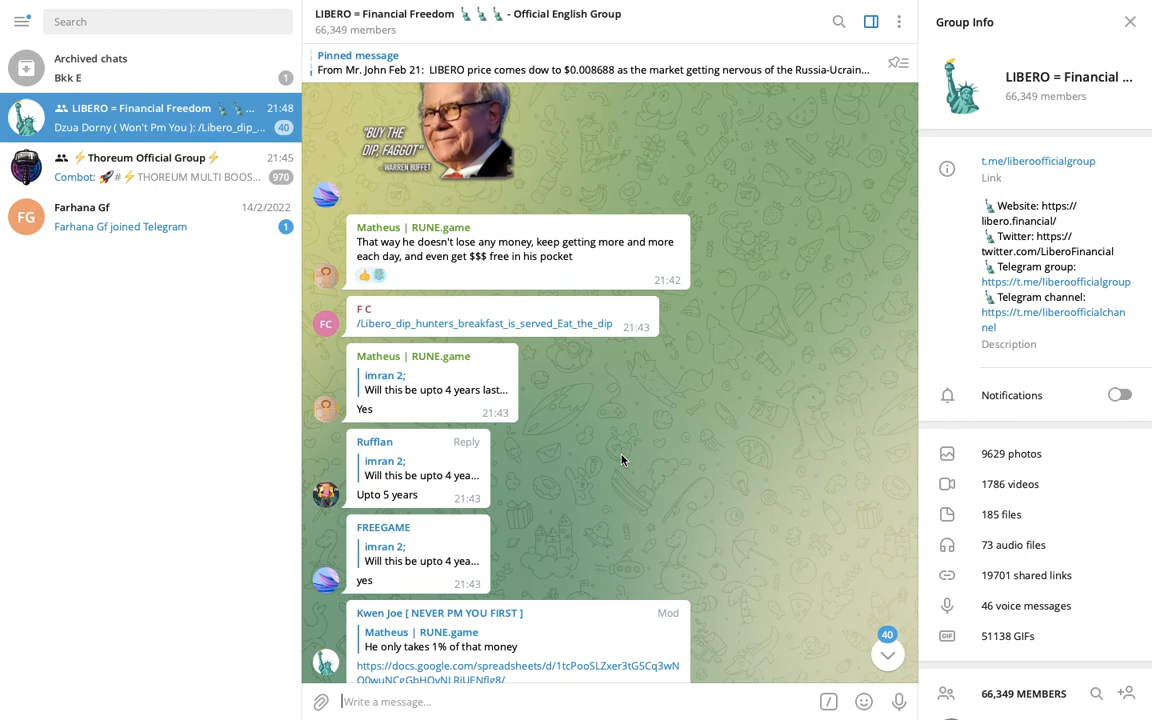 Search
Archived chats
Bkk E
1
LIBERO = Financial Freedom 🗽 🗽 ...
21:48
Dzua Dorny ( Won't Pm You ): /Libero_dip_...
40
⚡Thoreum Official Group⚡
21:45
Combot: 🚀# ⚡THOREUM MULTI BOOS...
970
FG
Farhana Gf
14/2/2022
Farhana Gf joined Telegram
1
LIBERO = Financial Freedom 🗽 🗽 🗽 - Official English Group
66,349 members
Pinned message
From Mr. John Feb 21: LIBERO price comes dow to $0.008688 as the market getting nervous of the Russia-Ucrain...
"BUY THE
DIP, FAGGOT"
WARREN BUFFET
Matheus | RUNE.game
That way he doesn't lose any money, keep getting more and more
each day, and even get $$$ free in his pocket
👍
21:42
FC
F C
/Libero_dip_hunters_breakfast_is_served_Eat_the_dip
21:43
Matheus | RUNE.game
imran 2;
Will this be upto 4 years last...
Yes
21:43
Rufflan
Reply
imran 2;
Will this be upto 4 yea...
Upto 5 years
21:43
FREEGAME
imran 2;
Will this be upto 4 yea...
yes
21:43
Kwen Joe [ NEVER PM YOU FIRST ]
Mod
Matheus | RUNE.game
He only takes 1% of that money
https://docs.google.com/spreadsheets/d/1tcPooSLZxer3tG5Cq3wN
40
Write a message...
Group Info
LIBERO = Financial ...
66,349 members
t.me/liberoofficialgroup
Link
🗽Website: https://
libero.financial/
🗽Twitter: https://
twitter.com/LiberoFinancial
🗽Telegram group:
https://t.me/liberoofficialgroup
🗽Telegram channel:
https://t.me/liberoofficialchan
nel
Description
Notifications
9629 photos
1786 videos
185 files
73 audio files
19701 shared links
46 voice messages
GIF
51138 GIFs
66,349 MEMBERS